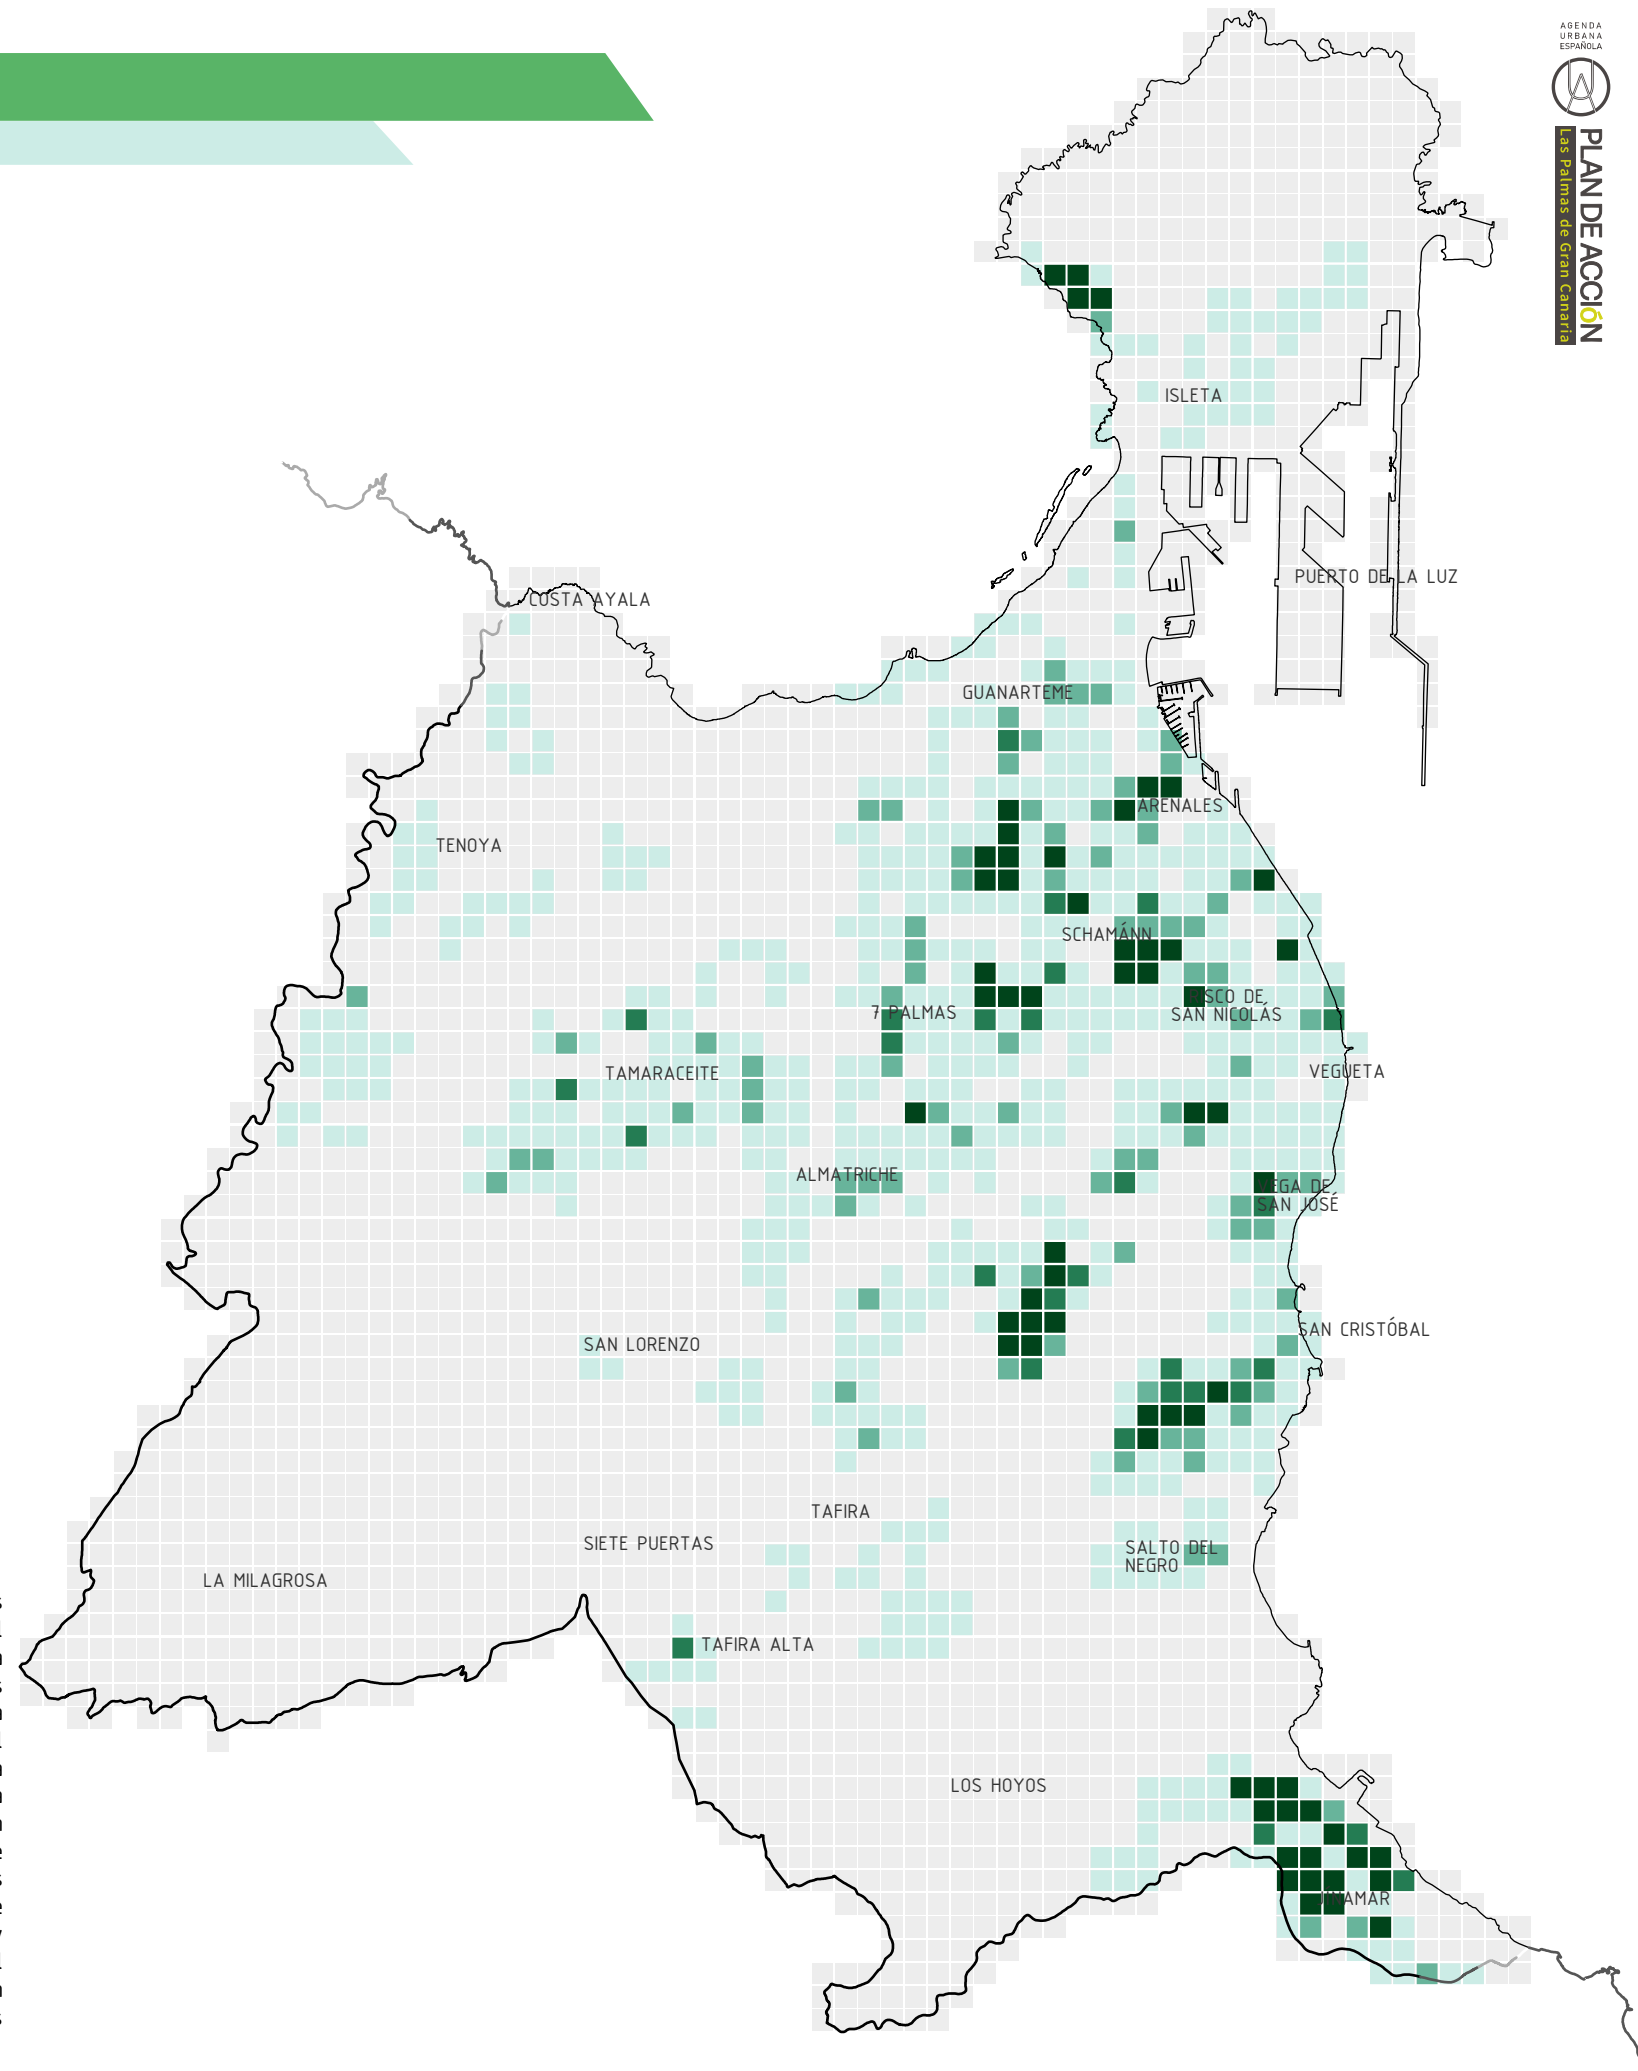 AGENDA
URBANA
ESPAÑOLA
PLAN DE ACCIÓN
Las Palmas de Gran Canaria
ISLETA
PUERTO DE LA LUZ
COSTA AYALA
GUANARTEME
ARENALES
TENOYA
SCHAMÁNN
RISCO DE
SAN NICOLÁS
7 PALMAS
VEGUETA
TAMARACEITE
ALMATRICHE
VEGA DE
SAN JOSÉ
SAN CRISTÓBAL
SAN LORENZO
TAFIRA
SIETE PUERTAS
SALTO DEL
NEGRO
LA MILAGROSA
TAFIRA ALTA
LOS HOYOS
JINAMAR